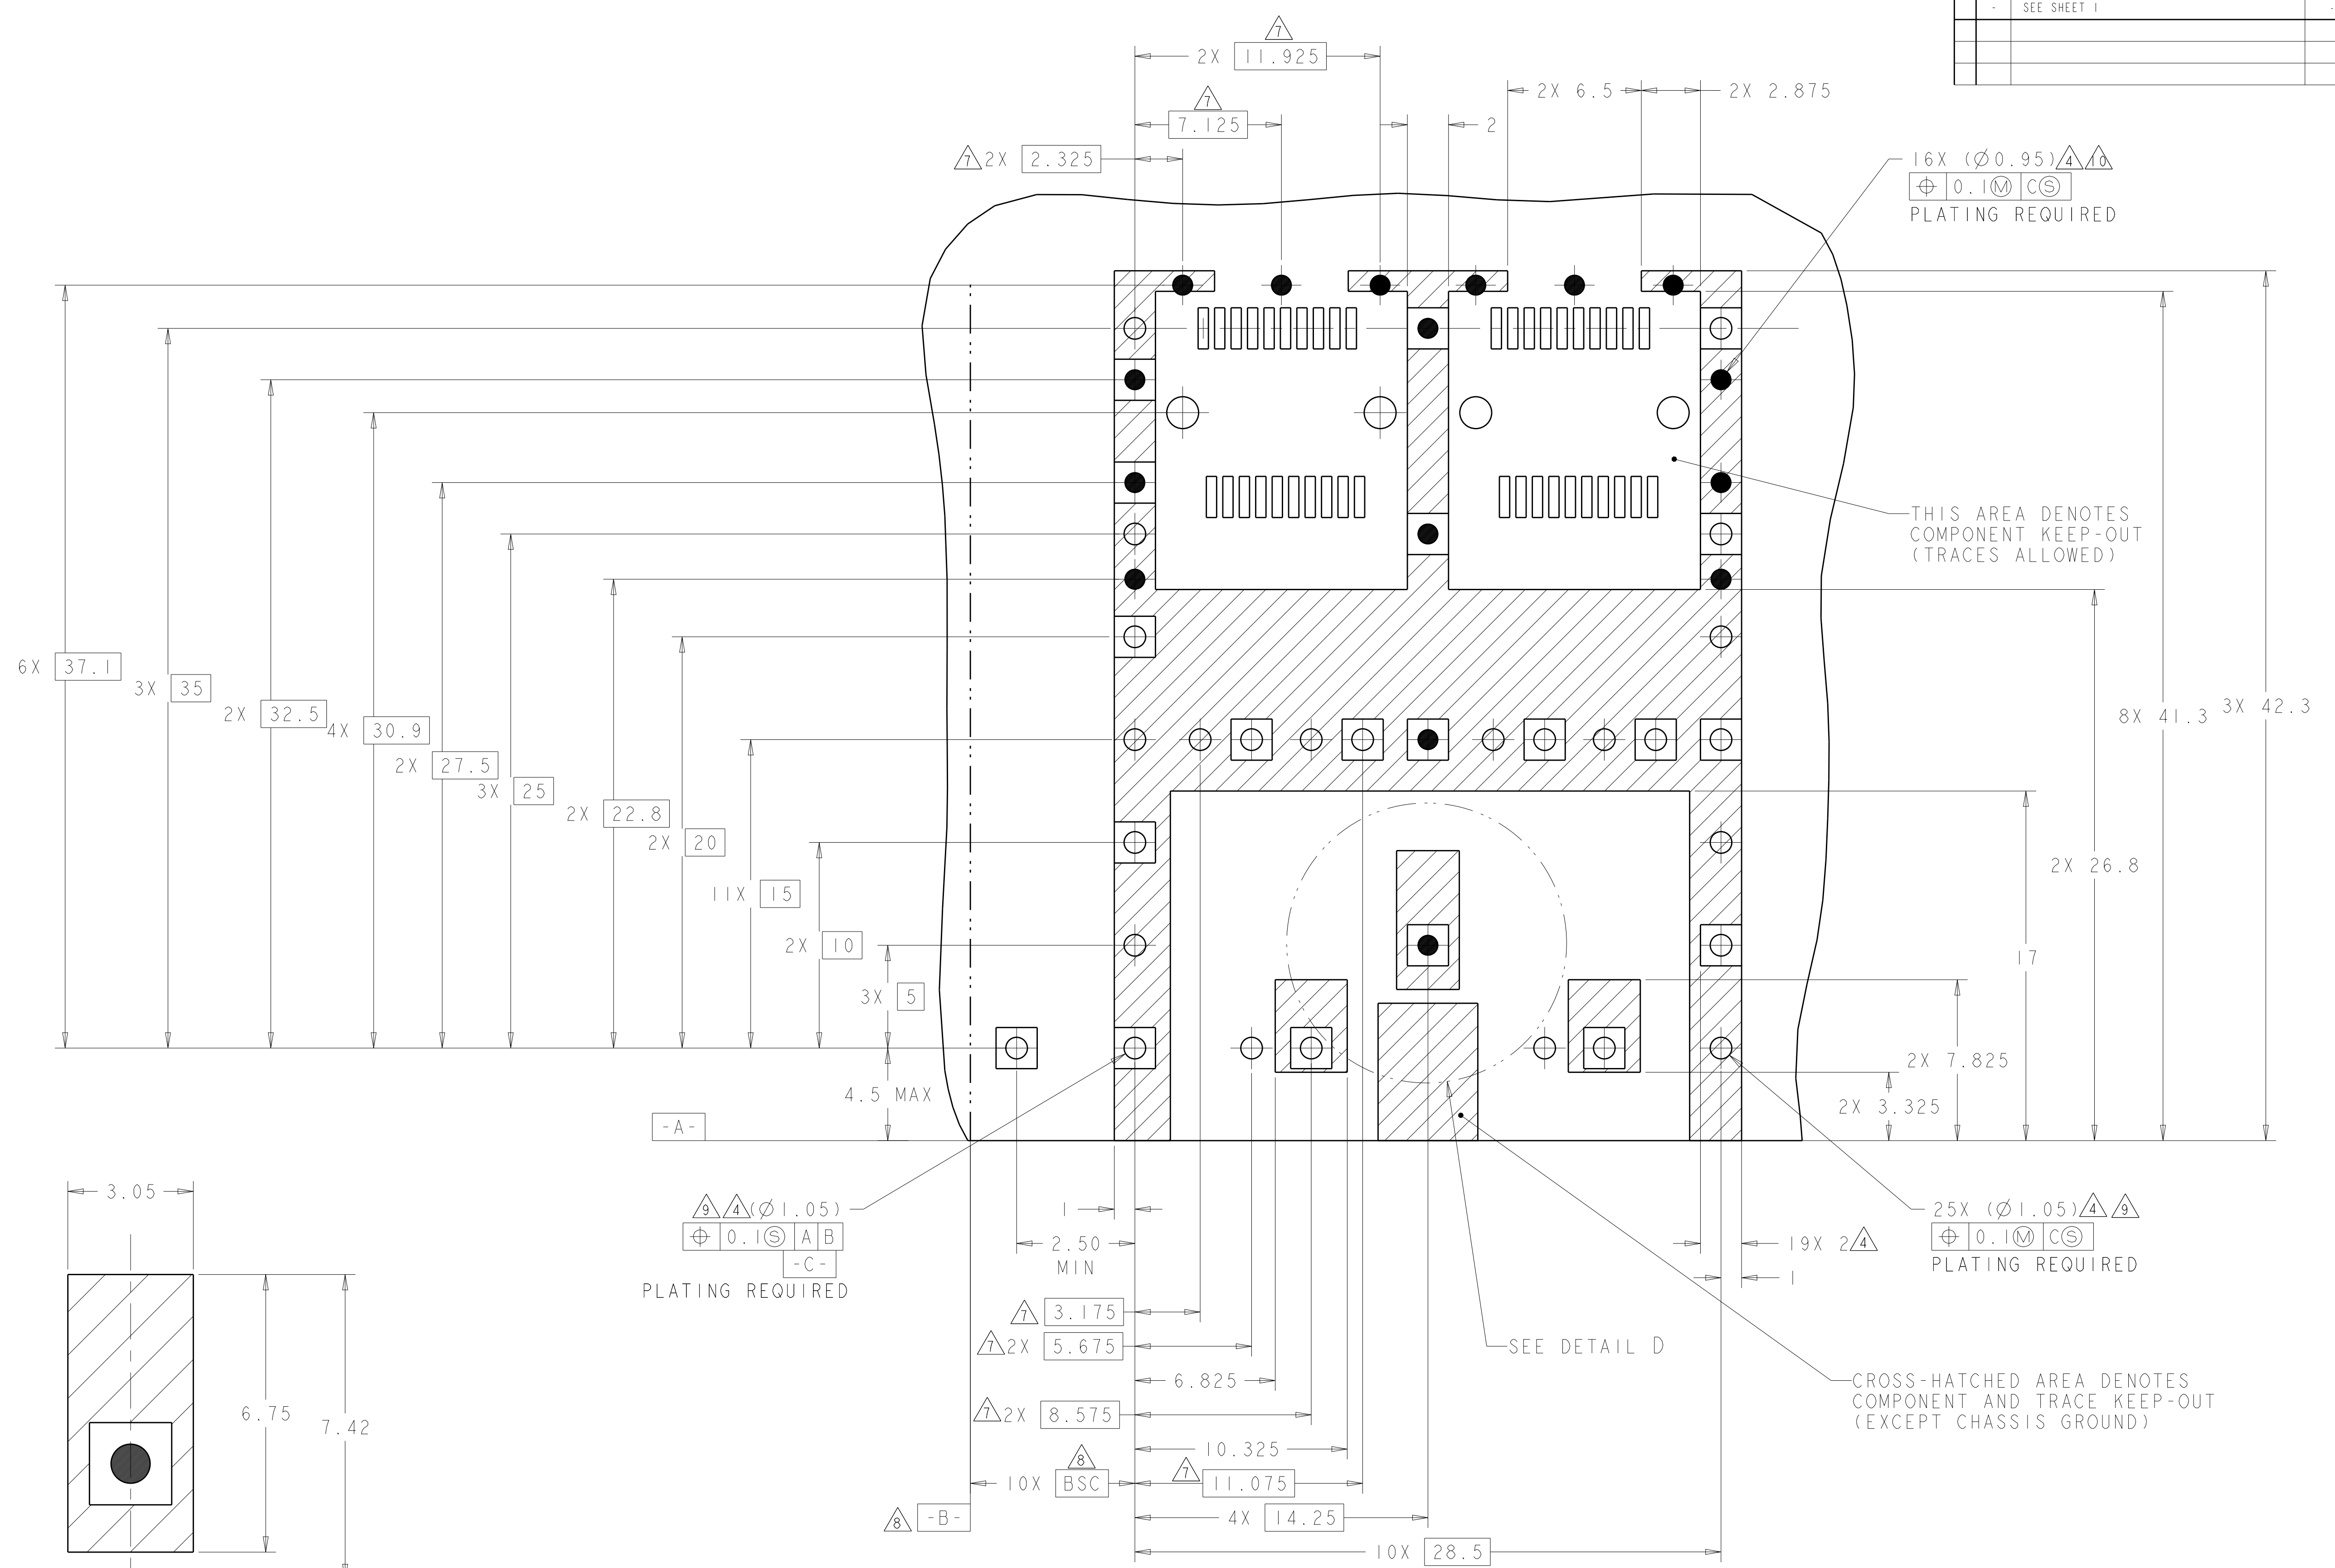 - SEE SHEET 1 -
7
2X 11.925
7
7.125
7 2X 2.325
2X 6.5
2X 2.875
2
16X (Ø0.95) 4 10
⌖ 0.1Ⓜ CⓈ
PLATING REQUIRED
THIS AREA DENOTES
COMPONENT KEEP-OUT
(TRACES ALLOWED)
6X 37.1
3X 35
2X 32.5
4X 30.9
2X 27.5
3X 25
2X 22.8
2X 20
11X 15
2X 10
3X 5
4.5 MAX
-A-
3X 42.3
8X 41.3
2X 26.8
17
2X 7.825
2X 3.325
9 4 (Ø1.05)
⌖ 0.1Ⓢ A B
-C-
PLATING REQUIRED
1
2.50
MIN
19X 2 4
1
25X (Ø1.05) 4 9
⌖ 0.1Ⓜ CⓈ
PLATING REQUIRED
7 3.175
7 2X 5.675
6.825
7 2X 8.575
10.325
8
10X BSC
7
11.075
8 -B-
4X 14.25
10X 28.5
SEE DETAIL D
CROSS-HATCHED AREA DENOTES
COMPONENT AND TRACE KEEP-OUT
(EXCEPT CHASSIS GROUND)
3.05
6.75
7.42